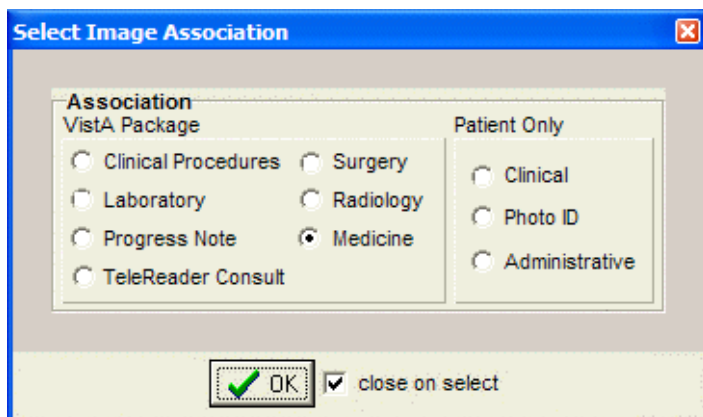 Select Image Association
Association
VistA Package
Patient Only
Clinical Procedures
Surgery
Clinical
Laboratory
Radiology
Photo ID
Progress Note
Medicine
Administrative
TeleReader Consult
OK
close on select